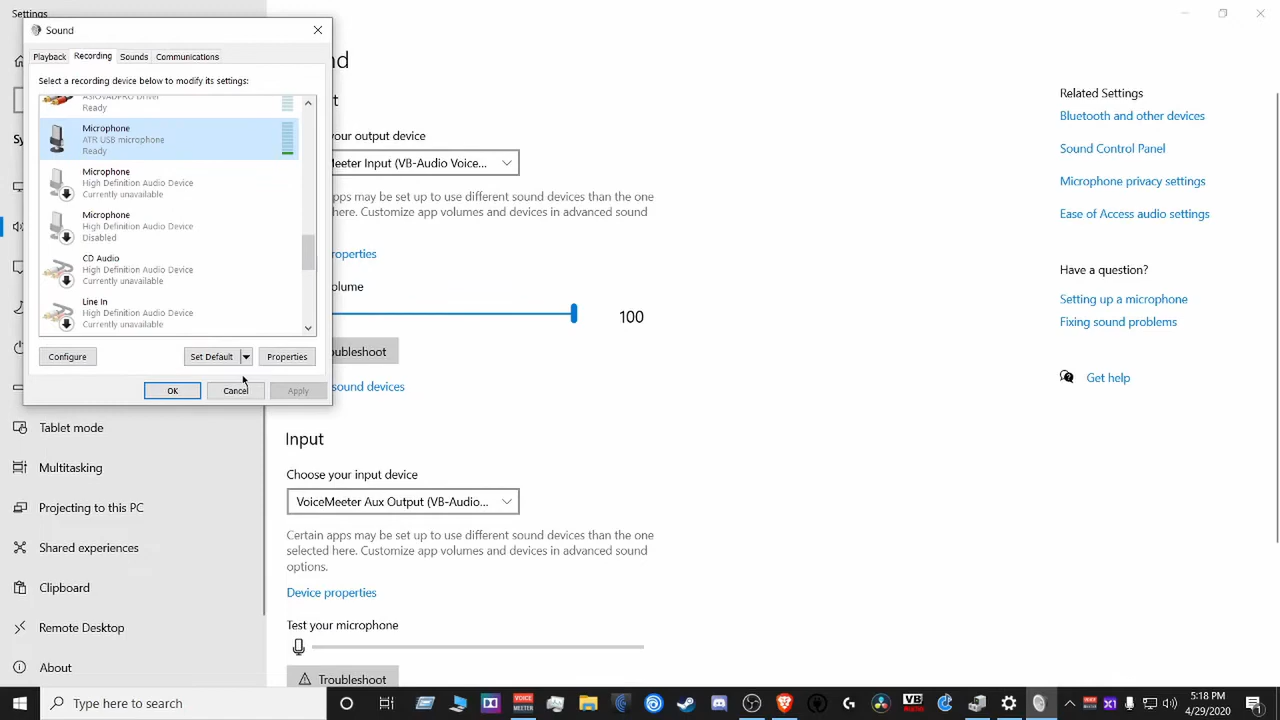 Settings
Sound
Playback
Recording
Sounds
Communications
Select a recording device below to modify its settings:
ASIOVADPRO Driver
Ready
Microphone
ATR USB microphone
Ready
Microphone
High Definition Audio Device
Currently unavailable
Microphone
High Definition Audio Device
Disabled
CD Audio
High Definition Audio Device
Currently unavailable
Line In
High Definition Audio Device
Currently unavailable
Configure
Set Default
Properties
OK
Cancel
Apply
Tablet mode
Multitasking
Projecting to this PC
Shared experiences
Clipboard
Remote Desktop
About
nd
t
your output device
eeter Input (VB-Audio Voice...
pps may be set up to use different sound devices than the one
here. Customize app volumes and devices in advanced sound
roperties
olume
100
ubleshoot
sound devices
Input
Choose your input device
VoiceMeeter Aux Output (VB-Audio...
Certain apps may be set up to use different sound devices than the one
selected here. Customize app volumes and devices in advanced sound
options.
Device properties
Test your microphone
Troubleshoot
Related Settings
Bluetooth and other devices
Sound Control Panel
Microphone privacy settings
Ease of Access audio settings
Have a question?
Setting up a microphone
Fixing sound problems
Get help
Type here to search
VOICE
MEETER
VB
5:18 PM
4/29/2020